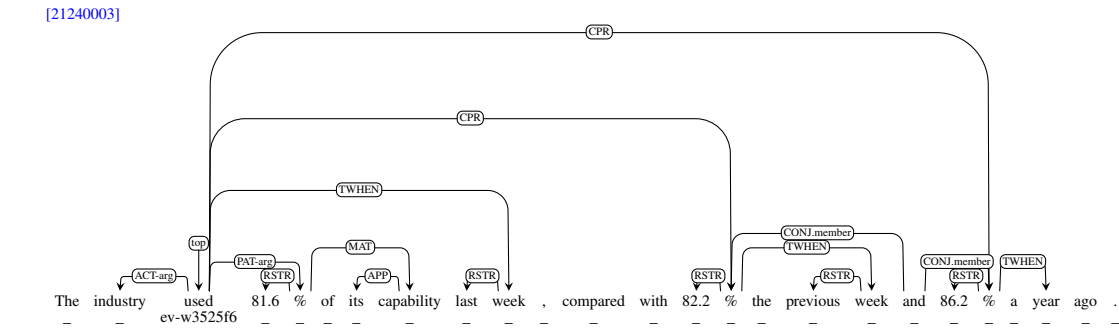 [21240003]
CPR
CPR
TWHEN
top
CONJ.member
MAT
TWHEN
PAT-arg CONJ.member TWHEN
ACT-arg RSTR APP RSTR RSTR RSTR RSTR
The industry used 81.6 % of its capability last week , compared with 82.2 % the previous week and 86.2 % a year ago .
_ _ ev-w3525f6 _ _ _ _ _ _ _ _ _ _ _ _ _ _ _ _ _ _ _ _ _ _